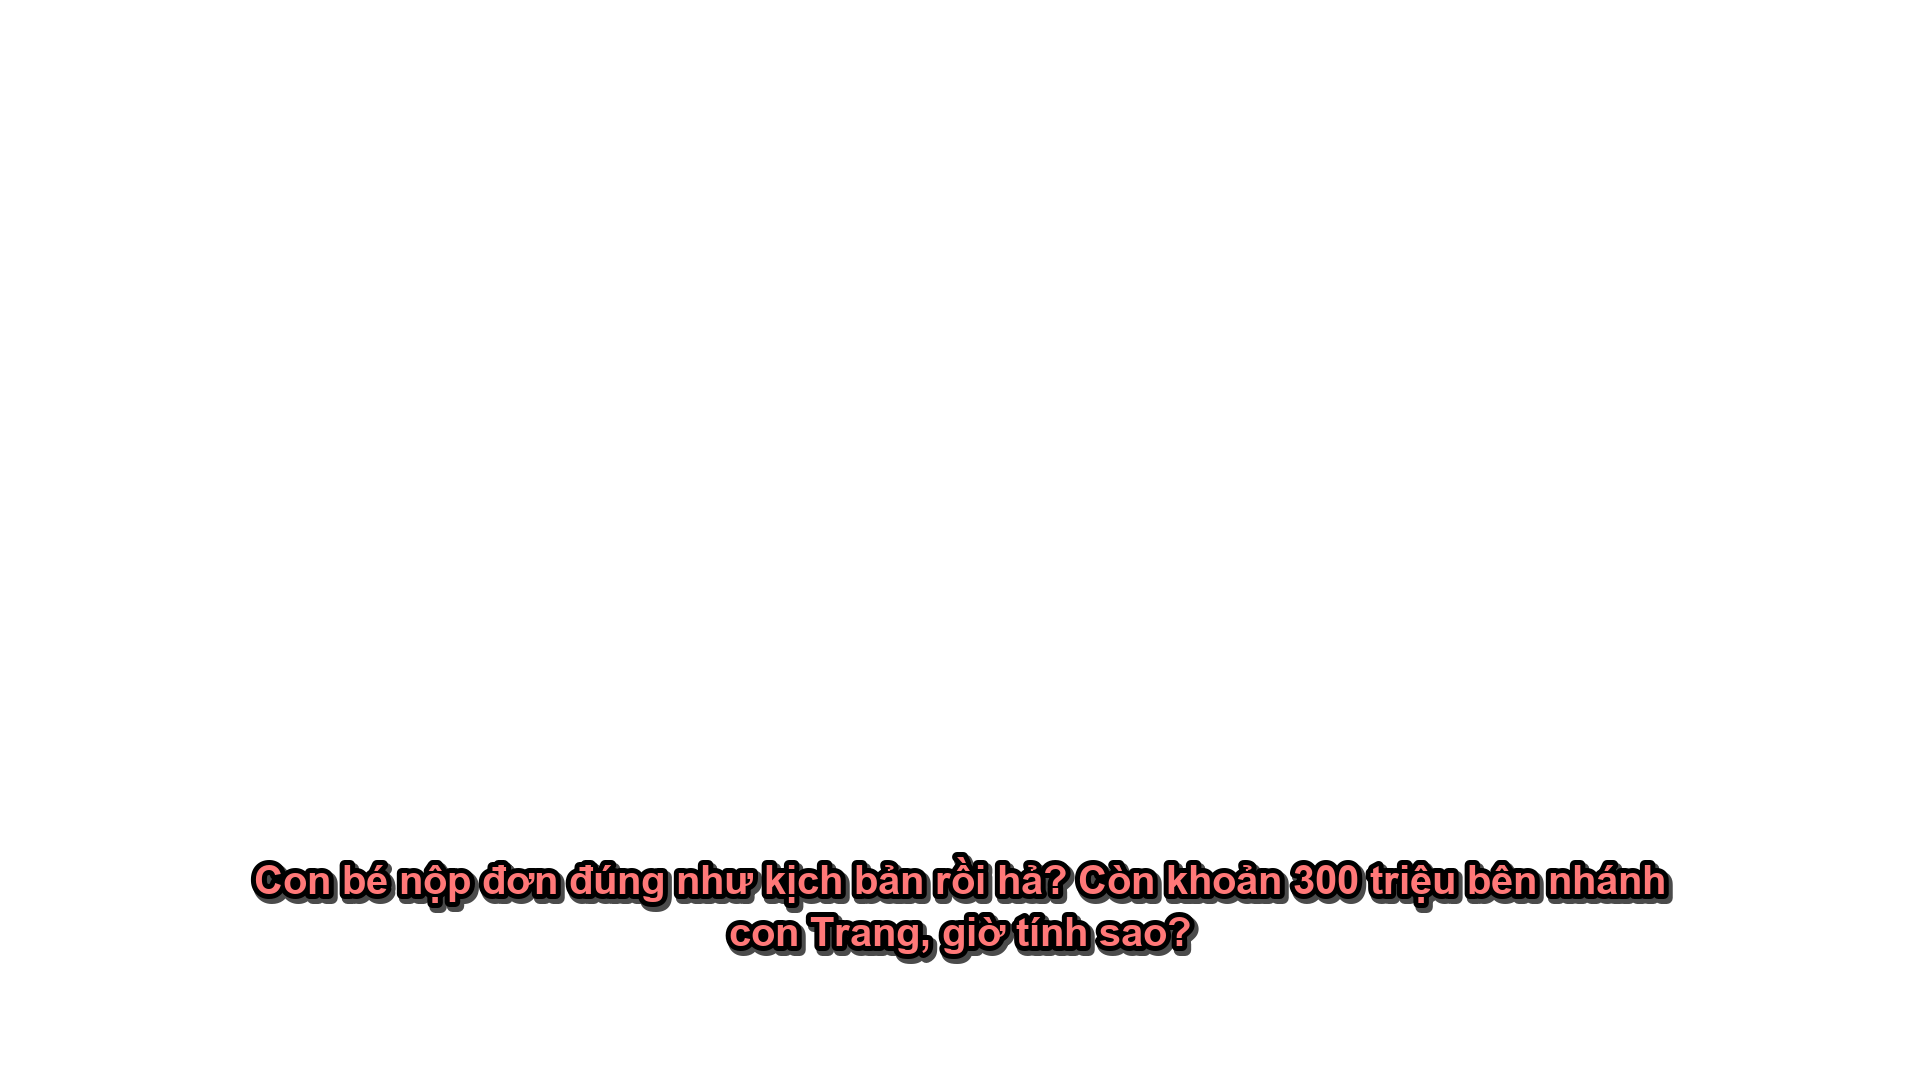 Con bé nộp đơn đúng như kịch bản rồi hả? Còn khoản 300 triệu bên nhánh
con Trang, giờ tính sao?